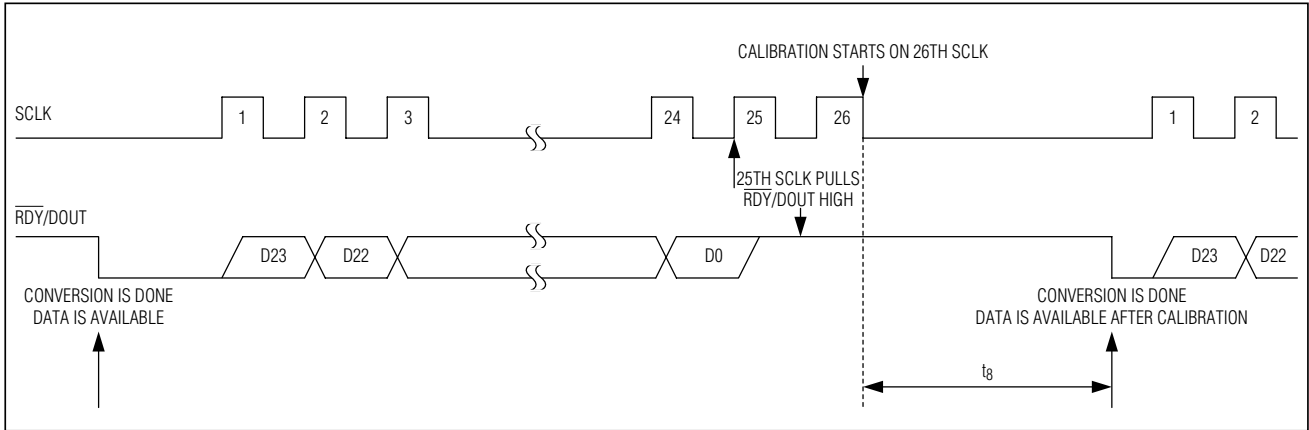 CALIBRATION STARTS ON 26TH SCLK
SCLK
1 2 3 24 25 26 1 2
25TH SCLK PULLS
RDY/DOUT HIGH
RDY/DOUT
D23 D22 D0 D23 D22
CONVERSION IS DONE
DATA IS AVAILABLE
CONVERSION IS DONE
DATA IS AVAILABLE AFTER CALIBRATION
t8